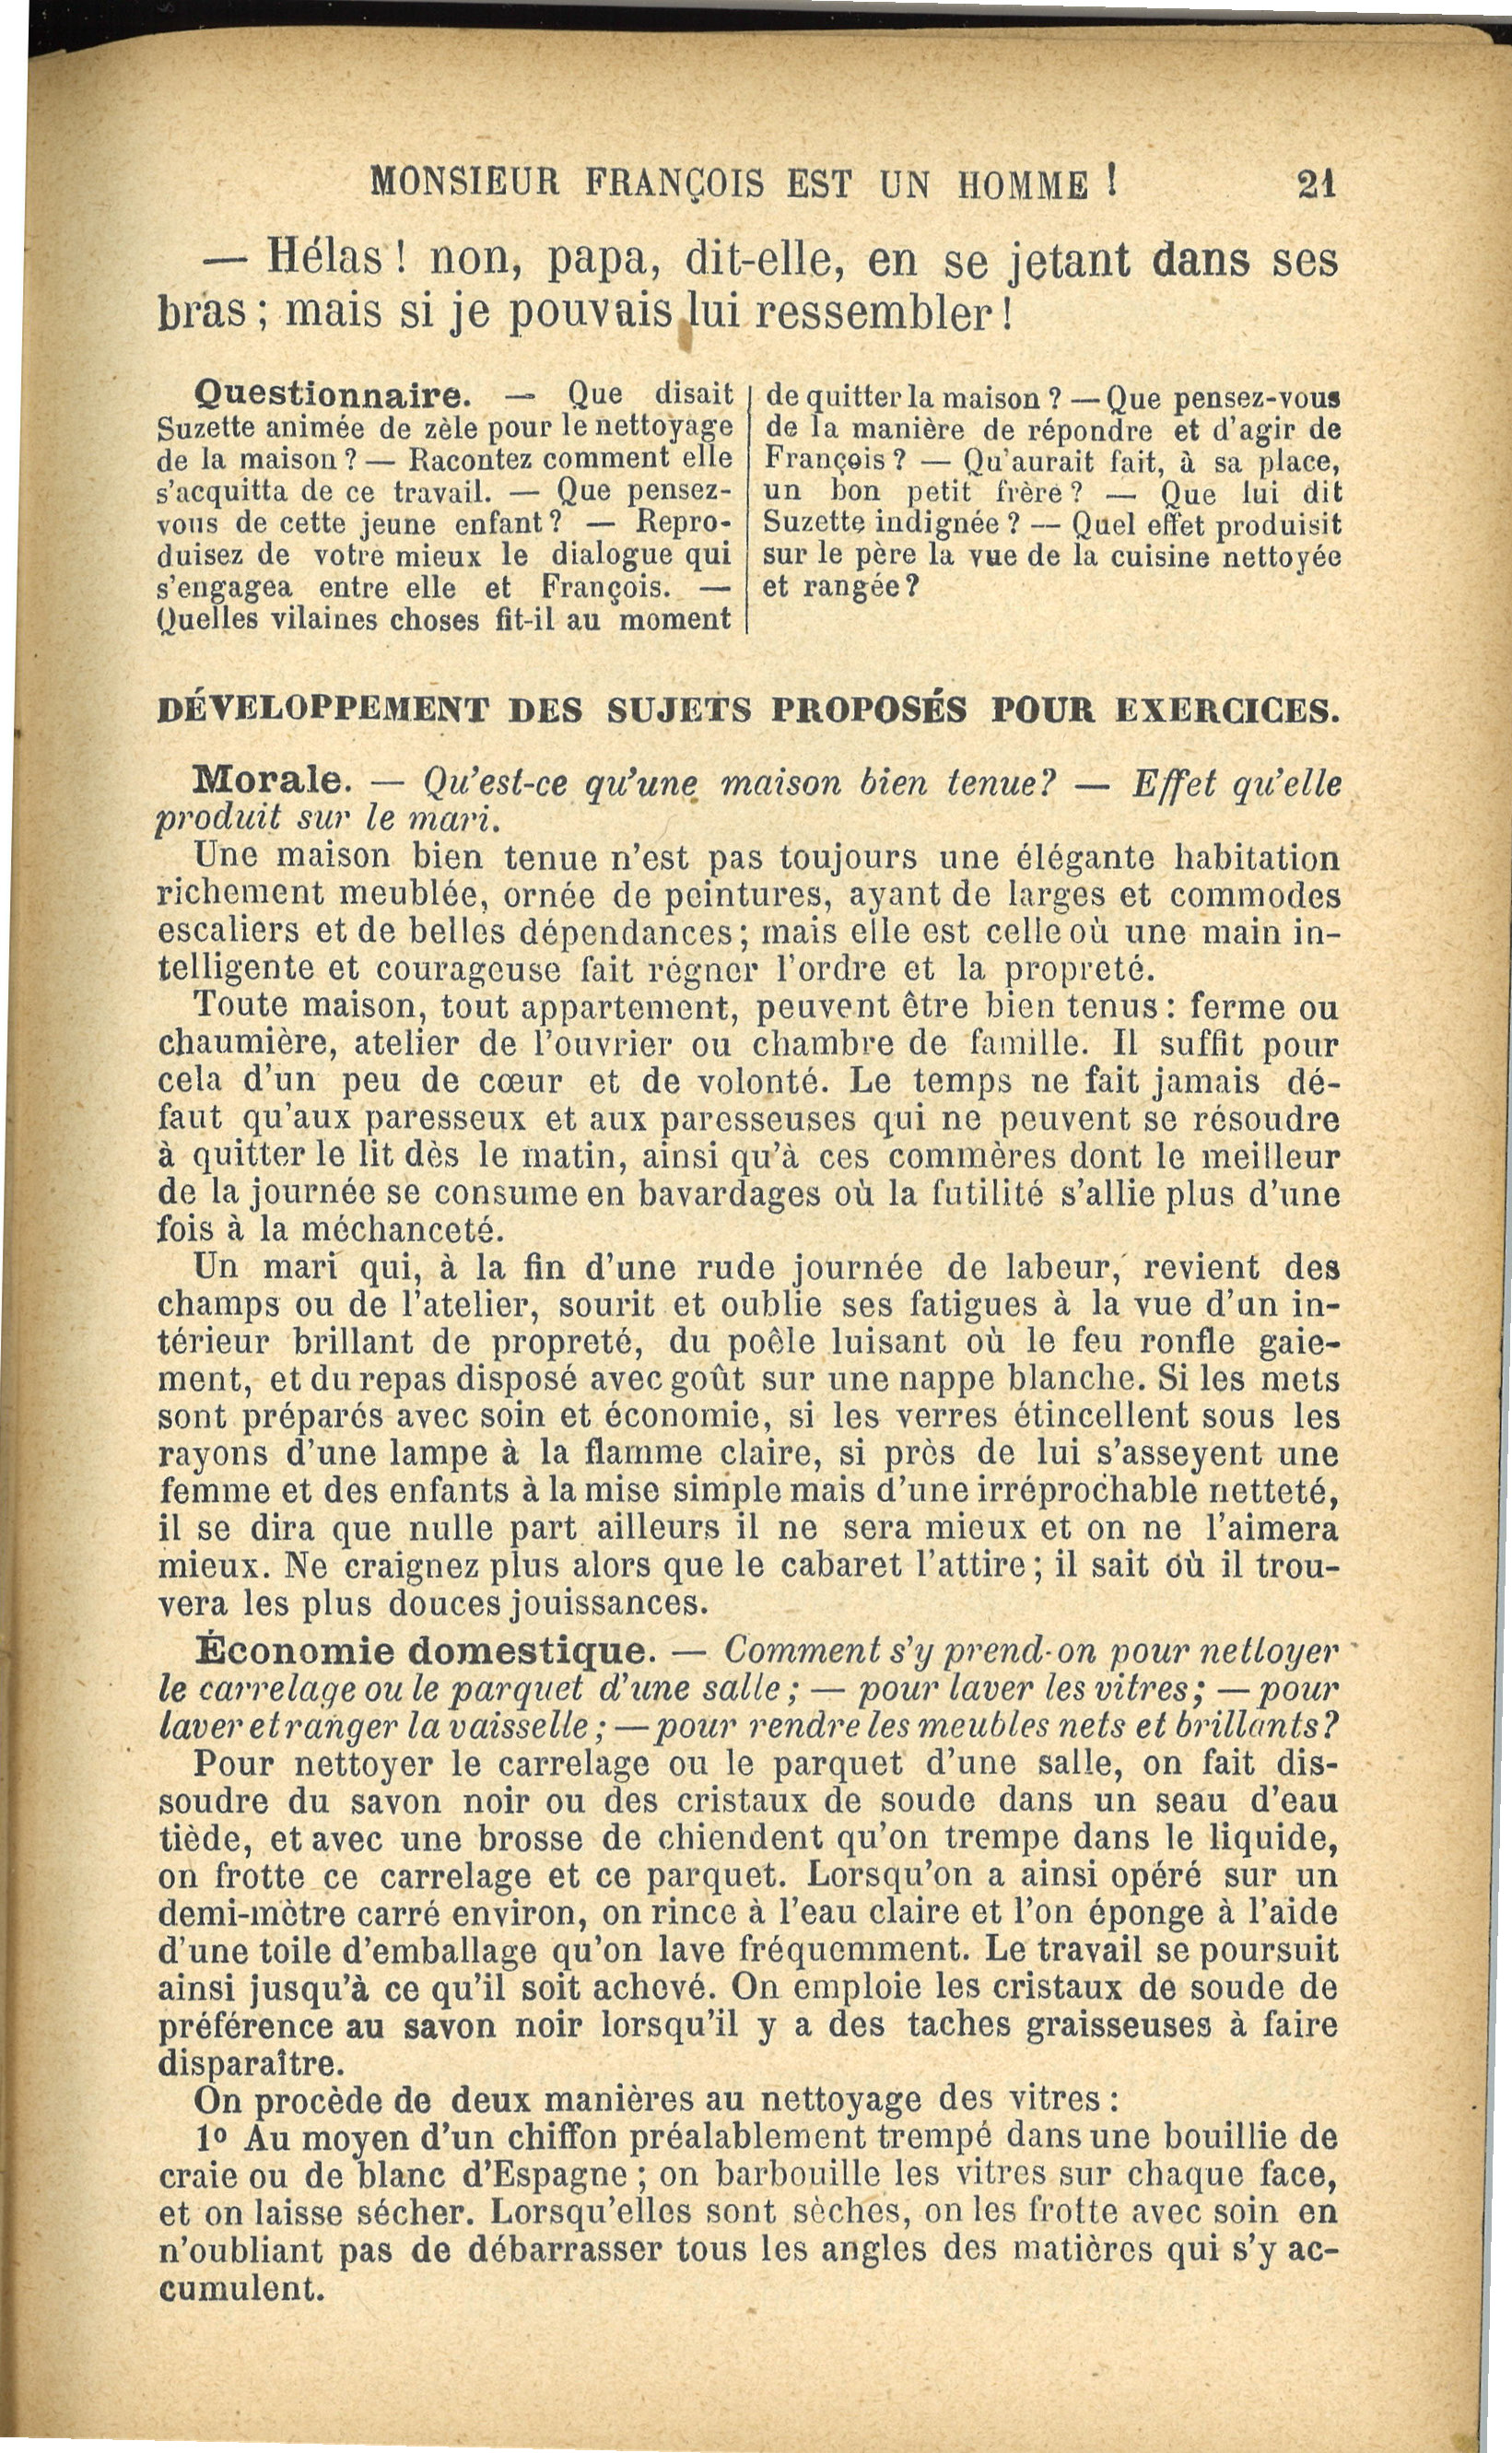 MONSIEUR FRANÇOIS EST UN HOMME ! 21
— Hélas ! non, papa, dit-elle, en se jetant dans ses
bras ; mais si je pouvais lui ressembler !
Questionnaire. — Que disait
Suzette animée de zèle pour le nettoyage
de la maison ? — Racontez comment elle
s'acquitta de ce travail. — Que pensez-
vous de cette jeune enfant ? — Repro-
duisez de votre mieux le dialogue qui
s'engagea entre elle et François. —
Quelles vilaines choses fit-il au moment
de quitter la maison ? — Que pensez-vous
de la manière de répondre et d'agir de
François ? — Qu'aurait fait, à sa place,
un bon petit frère ? — Que lui dit
Suzette indignée ? — Quel effet produisit
sur le père la vue de la cuisine nettoyée
et rangée ?
DÉVELOPPEMENT DES SUJETS PROPOSÉS POUR EXERCICES.
Morale. — Qu'est-ce qu'une maison bien tenue ? — Effet qu'elle
produit sur le mari.
Une maison bien tenue n'est pas toujours une élégante habitation
richement meublée, ornée de peintures, ayant de larges et commodes
escaliers et de belles dépendances ; mais elle est celle où une main in-
telligente et courageuse fait régner l'ordre et la propreté.
Toute maison, tout appartement, peuvent être bien tenus : ferme ou
chaumière, atelier de l'ouvrier ou chambre de famille. Il suffit pour
cela d'un peu de cœur et de volonté. Le temps ne fait jamais dé-
faut qu'aux paresseux et aux paresseuses qui ne peuvent se résoudre
à quitter le lit dès le matin, ainsi qu'à ces commères dont le meilleur
de la journée se consume en bavardages où la futilité s'allie plus d'une
fois à la méchanceté.
Un mari qui, à la fin d'une rude journée de labeur, revient des
champs ou de l'atelier, sourit et oublie ses fatigues à la vue d'un in-
térieur brillant de propreté, du poêle luisant où le feu ronfle gaie-
ment, et du repas disposé avec goût sur une nappe blanche. Si les mets
sont préparés avec soin et économie, si les verres étincellent sous les
rayons d'une lampe à la flamme claire, si près de lui s'asseyent une
femme et des enfants à la mise simple mais d'une irréprochable netteté,
il se dira que nulle part ailleurs il ne sera mieux et on ne l'aimera
mieux. Ne craignez plus alors que le cabaret l'attire ; il sait où il trou-
vera les plus douces jouissances.
Économie domestique. — Comment s'y prend-on pour nettoyer
le carrelage ou le parquet d'une salle ; — pour laver les vitres ; — pour
laver et ranger la vaisselle ; — pour rendre les meubles nets et brillants ?
Pour nettoyer le carrelage ou le parquet d'une salle, on fait dis-
soudre du savon noir ou des cristaux de soude dans un seau d'eau
tiède, et avec une brosse de chiendent qu'on trempe dans le liquide,
on frotte ce carrelage et ce parquet. Lorsqu'on a ainsi opéré sur un
demi-mètre carré environ, on rince à l'eau claire et l'on éponge à l'aide
d'une toile d'emballage qu'on lave fréquemment. Le travail se poursuit
ainsi jusqu'à ce qu'il soit achevé. On emploie les cristaux de soude de
préférence au savon noir lorsqu'il y a des taches graisseuses à faire
disparaître.
On procède de deux manières au nettoyage des vitres :
1º Au moyen d'un chiffon préalablement trempé dans une bouillie de
craie ou de blanc d'Espagne ; on barbouille les vitres sur chaque face,
et on laisse sécher. Lorsqu'elles sont sèches, on les frotte avec soin en
n'oubliant pas de débarrasser tous les angles des matières qui s'y ac-
cumulent.